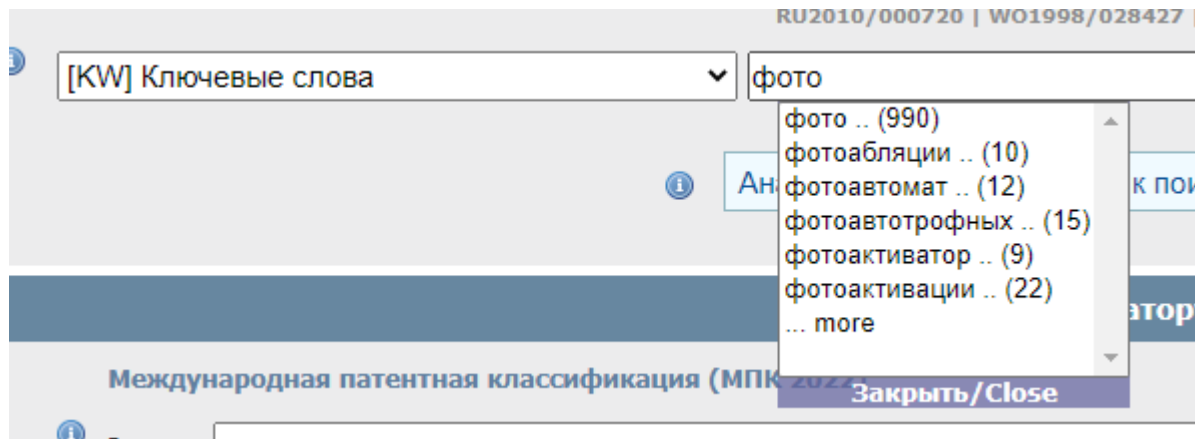 RU2010/000720 | WO1998/028427 |
[KW] Ключевые слова
фото
фото .. (990)
фотоабляции .. (10)
фотоавтомат .. (12)
фотоавтотрофных .. (15)
фотоактиватор .. (9)
фотоактивации .. (22)
... more
Закрыть/Close
Международная патентная классификация (МПК 2022)